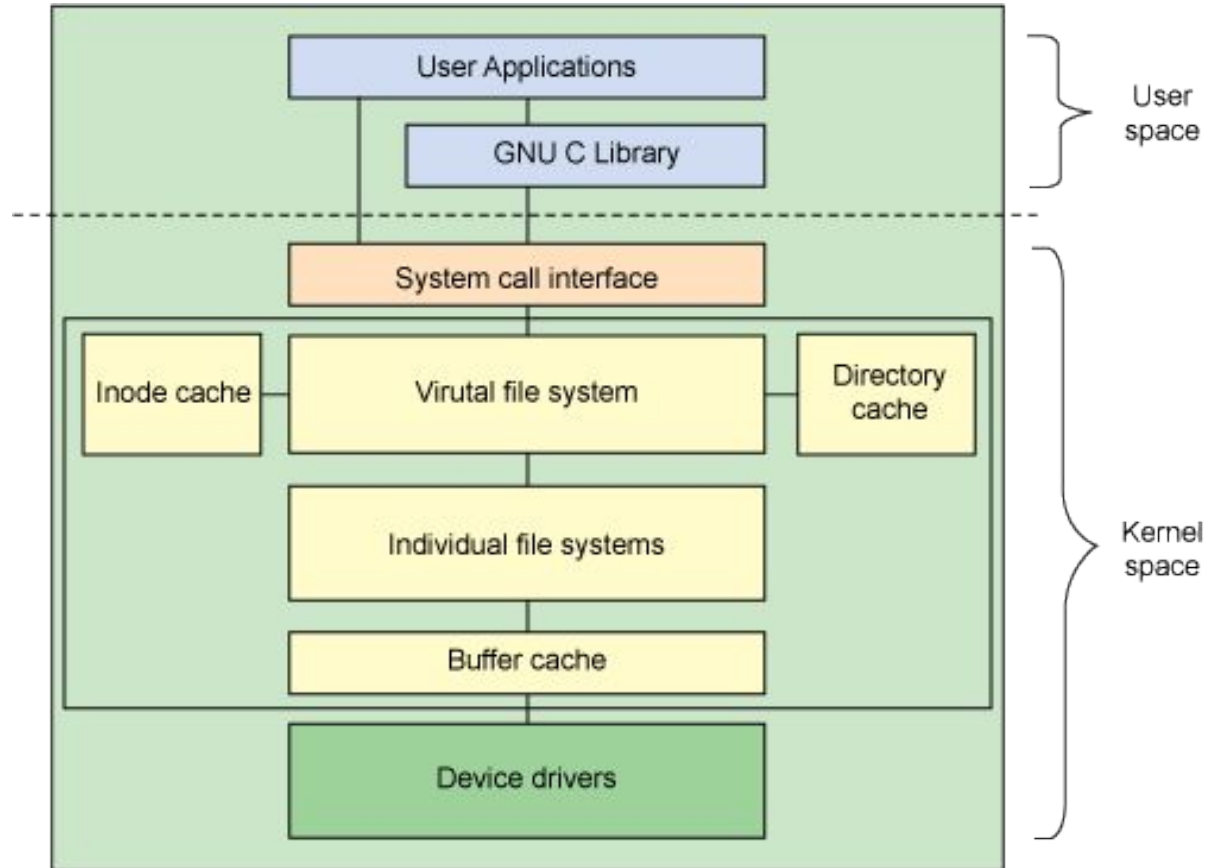 User Applications
User
space
GNU C Library
System call interface
Inode cache
Virutal file system
Directory
cache
Individual file systems
Kernel
space
Buffer cache
Device drivers